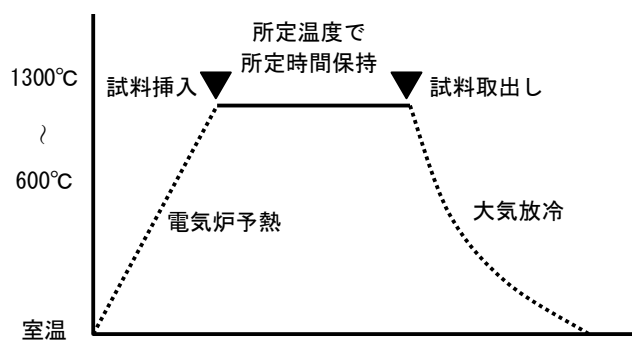 所定温度で
所定時間保持
1300℃
試料挿入
試料取出し
～
600℃
電気炉予熱
大気放冷
室温